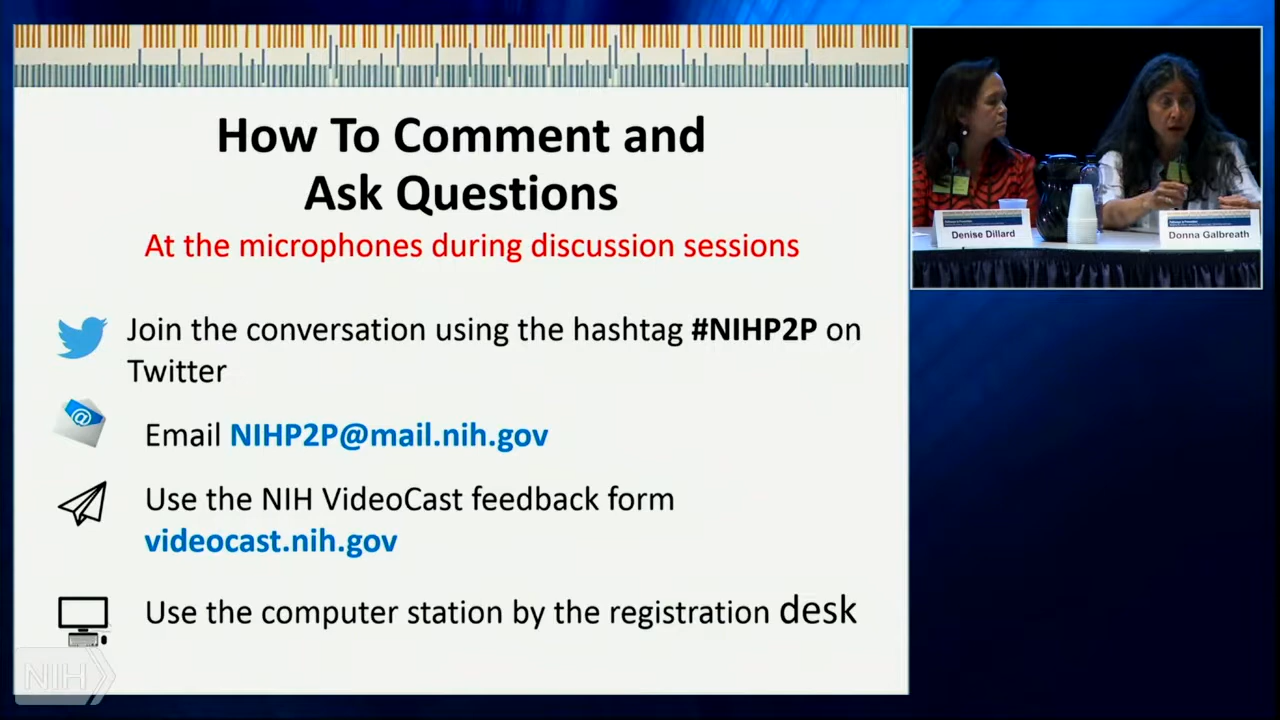 How To Comment and
Ask Questions
At the microphones during discussion sessions
Join the conversation using the hashtag #NIHP2P on
Twitter
@
Email NIHP2P@mail.nih.gov
Use the NIH VideoCast feedback form
videocast.nih.gov
Use the computer station by the registration desk
NIH
Denise Dillard
Donna Galbreath